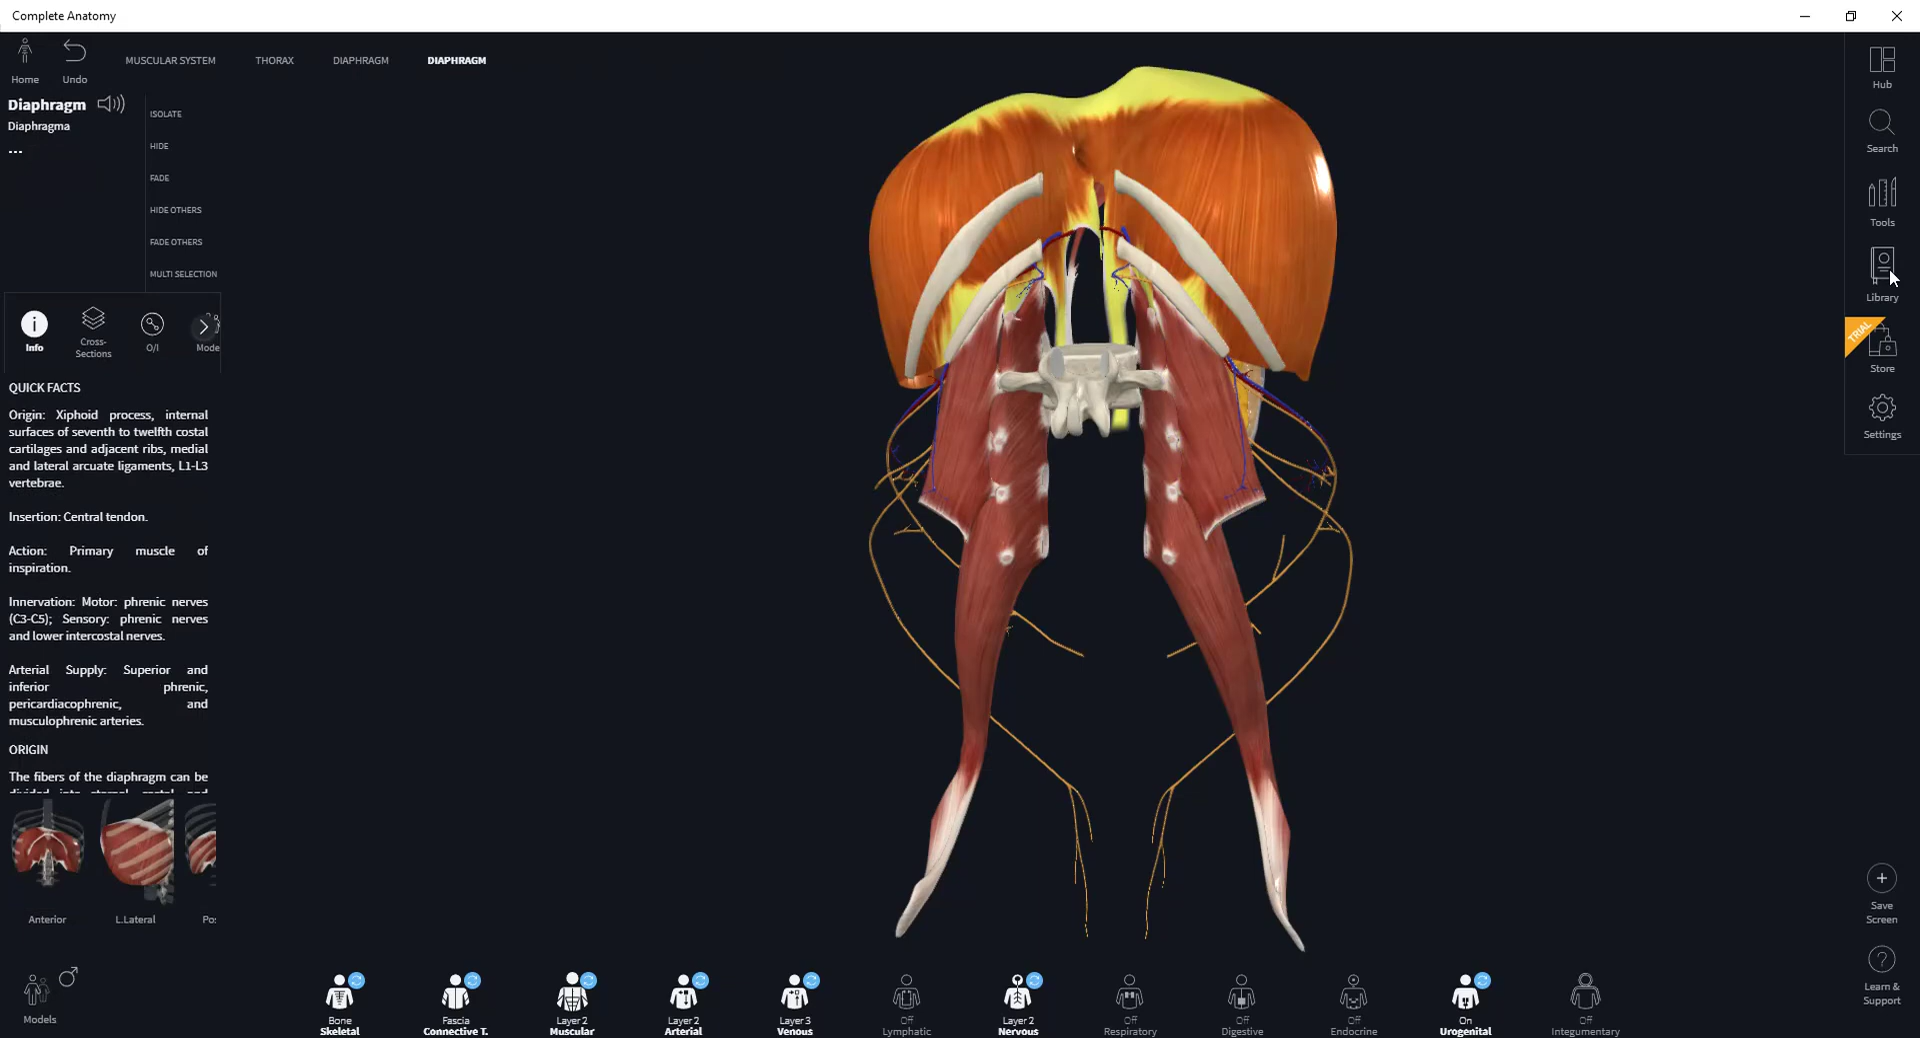 Complete Anatomy
Home
Undo
MUSCULAR SYSTEM
THORAX
DIAPHRAGM
DIAPHRAGM
Diaphragm
Diaphragma
...
ISOLATE
HIDE
FADE
HIDE OTHERS
FADE OTHERS
MULTI SELECTION
Info
Cross-
Sections
O/I
Mode
QUICK FACTS
Origin: Xiphoid process, internal
surfaces of seventh to twelfth costal
cartilages and adjacent ribs, medial
and lateral arcuate ligaments, L1-L3
vertebrae.
Insertion: Central tendon.
Action: Primary muscle of
inspiration.
Innervation: Motor: phrenic nerves
(C3-C5); Sensory: phrenic nerves
and lower intercostal nerves.
Arterial Supply: Superior and
inferior phrenic,
pericardiacophrenic, and
musculophrenic arteries.
ORIGIN
The fibers of the diaphragm can be
divided into sternal, costal and
Anterior
L.Lateral
Pos
Models
Bone
Skeletal
Fascia
Connective T.
Layer 2
Muscular
Layer 2
Arterial
Layer 3
Venous
Off
Lymphatic
Layer 2
Nervous
Off
Respiratory
Off
Digestive
Off
Endocrine
On
Urogenital
Off
Integumentary
Hub
Search
Tools
Library
TRIAL
Store
Settings
Save
Screen
Learn &
Support